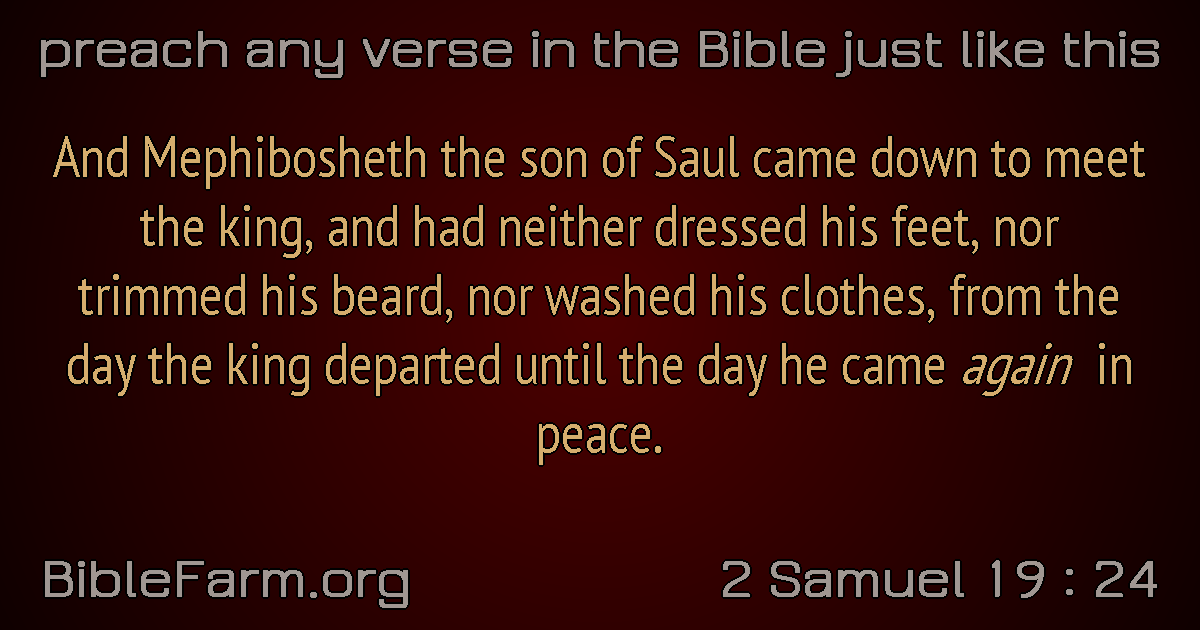 preach any verse in the Bible just like this
And Mephibosheth the son of Saul came down to meet
the king, and had neither dressed his feet, nor
trimmed his beard, nor washed his clothes, from the
day the king departed until the day he came again in
peace.
BibleFarm.org
2 Samuel 19 : 24